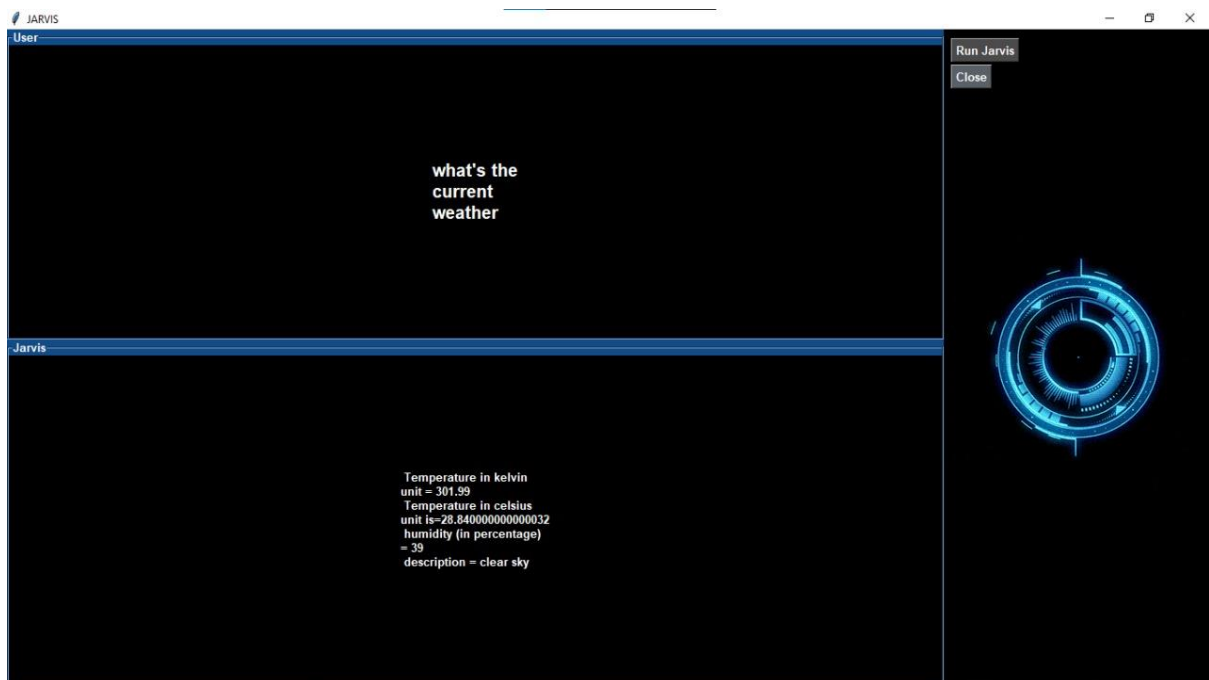 JARVIS
User
Run Jarvis
Close
what's the
current
weather
Jarvis
Temperature in kelvin
unit = 301.99
Temperature in celsius
unit is=28.840000000000032
humidity (in percentage)
= 39
description = clear sky